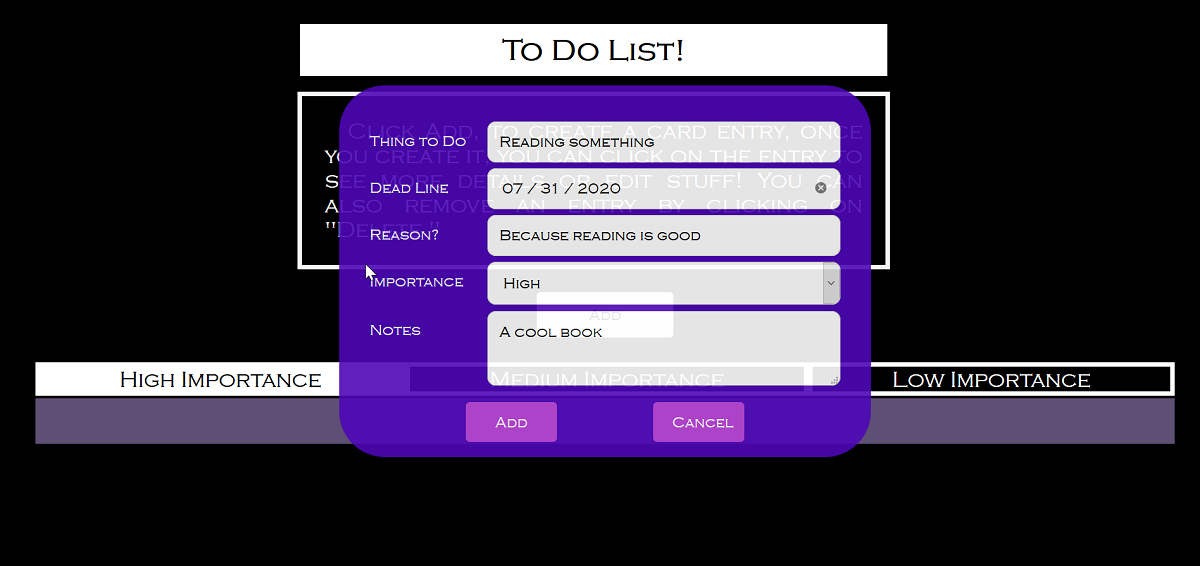 To Do List!
Click Add, to create a card entry, once
you create it, you can click on the entry to
see more details or edit stuff! You can
also remove an entry by clicking on
"Delete."
Thing to Do
Reading something
Dead Line
07 / 31 / 2020
Reason?
Because reading is good
Importance
High
Add
Notes
A cool book
High Importance
Medium Importance
Low Importance
Add
Cancel